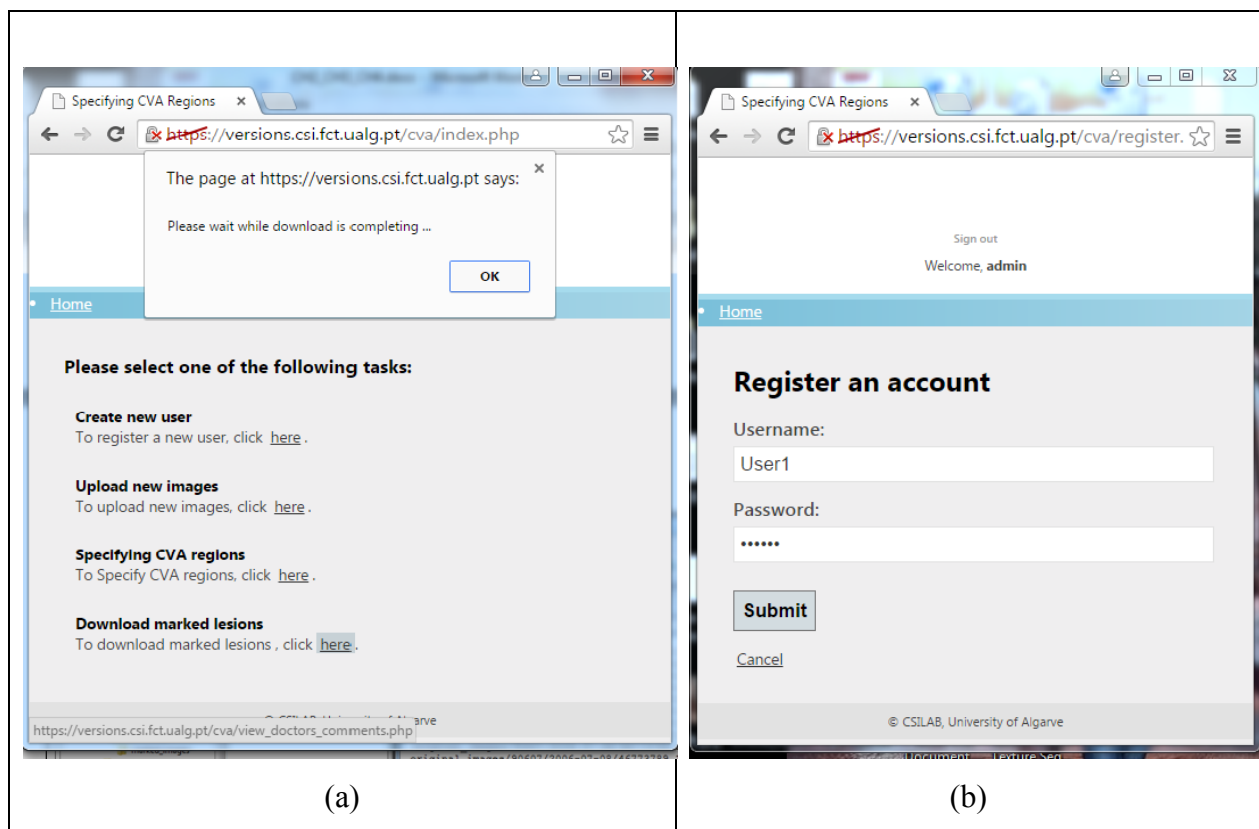 Specifying CVA Regions
https://versions.csi.fct.ualg.pt/cva/index.php
The page at https://versions.csi.fct.ualg.pt says:
Please wait while download is completing ...
OK
Home
Please select one of the following tasks:
Create new user
To register a new user, click here .
Upload new images
To upload new images, click here .
Specifying CVA regions
To Specify CVA regions, click here .
Download marked lesions
To download marked lesions , click here .
https://versions.csi.fct.ualg.pt/cva/view_doctors_comments.php
(a)
Specifying CVA Regions
https://versions.csi.fct.ualg.pt/cva/register.
Sign out
Welcome, admin
Home
Register an account
Username:
User1
Password:
••••••
Submit
Cancel
© CSILAB, University of Algarve
(b)